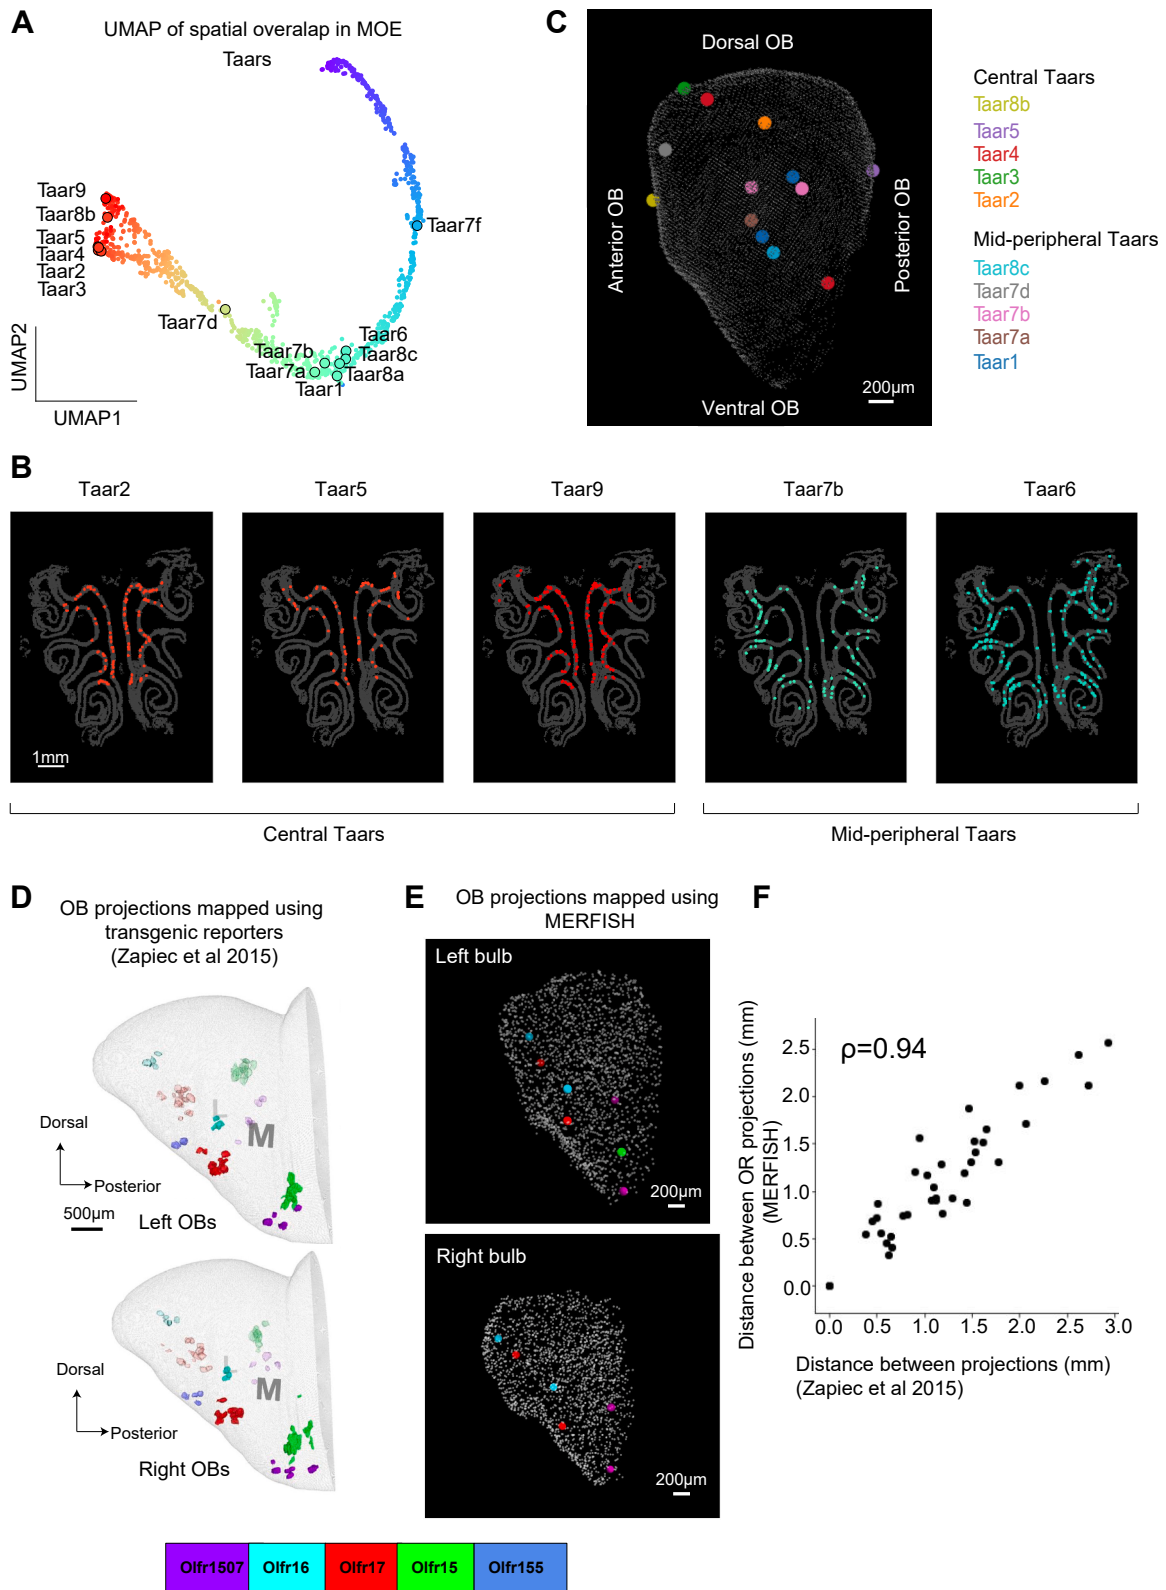 A
UMAP of spatial overalap in MOE
Taars
Taar9
Taar8b
Taar5
Taar4
Taar2
Taar3
Taar7f
Taar7d
Taar6
Taar7b
Taar8c
Taar7a
Taar8a
Taar1
UMAP2
UMAP1
C
Dorsal OB
Anterior OB
Posterior OB
Ventral OB
200μm
Central Taars
Taar8b
Taar5
Taar4
Taar3
Taar2
Mid-peripheral Taars
Taar8c
Taar7d
Taar7b
Taar7a
Taar1
B
Taar2
Taar5
Taar9
Taar7b
Taar6
1mm
Central Taars
Mid-peripheral Taars
D
OB projections mapped using
transgenic reporters
(Zapiec et al 2015)
Dorsal
Posterior
500μm
L
M
Left OBs
Dorsal
Posterior
L
M
Right OBs
E
OB projections mapped using
MERFISH
Left bulb
200μm
Right bulb
200μm
F
Distance between OR projections (mm)
(MERFISH)
ρ=0.94
2.5
2.0
1.5
1.0
0.5
0.0
0.0 0.5 1.0 1.5 2.0 2.5 3.0
Distance between projections (mm)
(Zapiec et al 2015)
Olfr1507 Olfr16 Olfr17 Olfr15 Olfr155